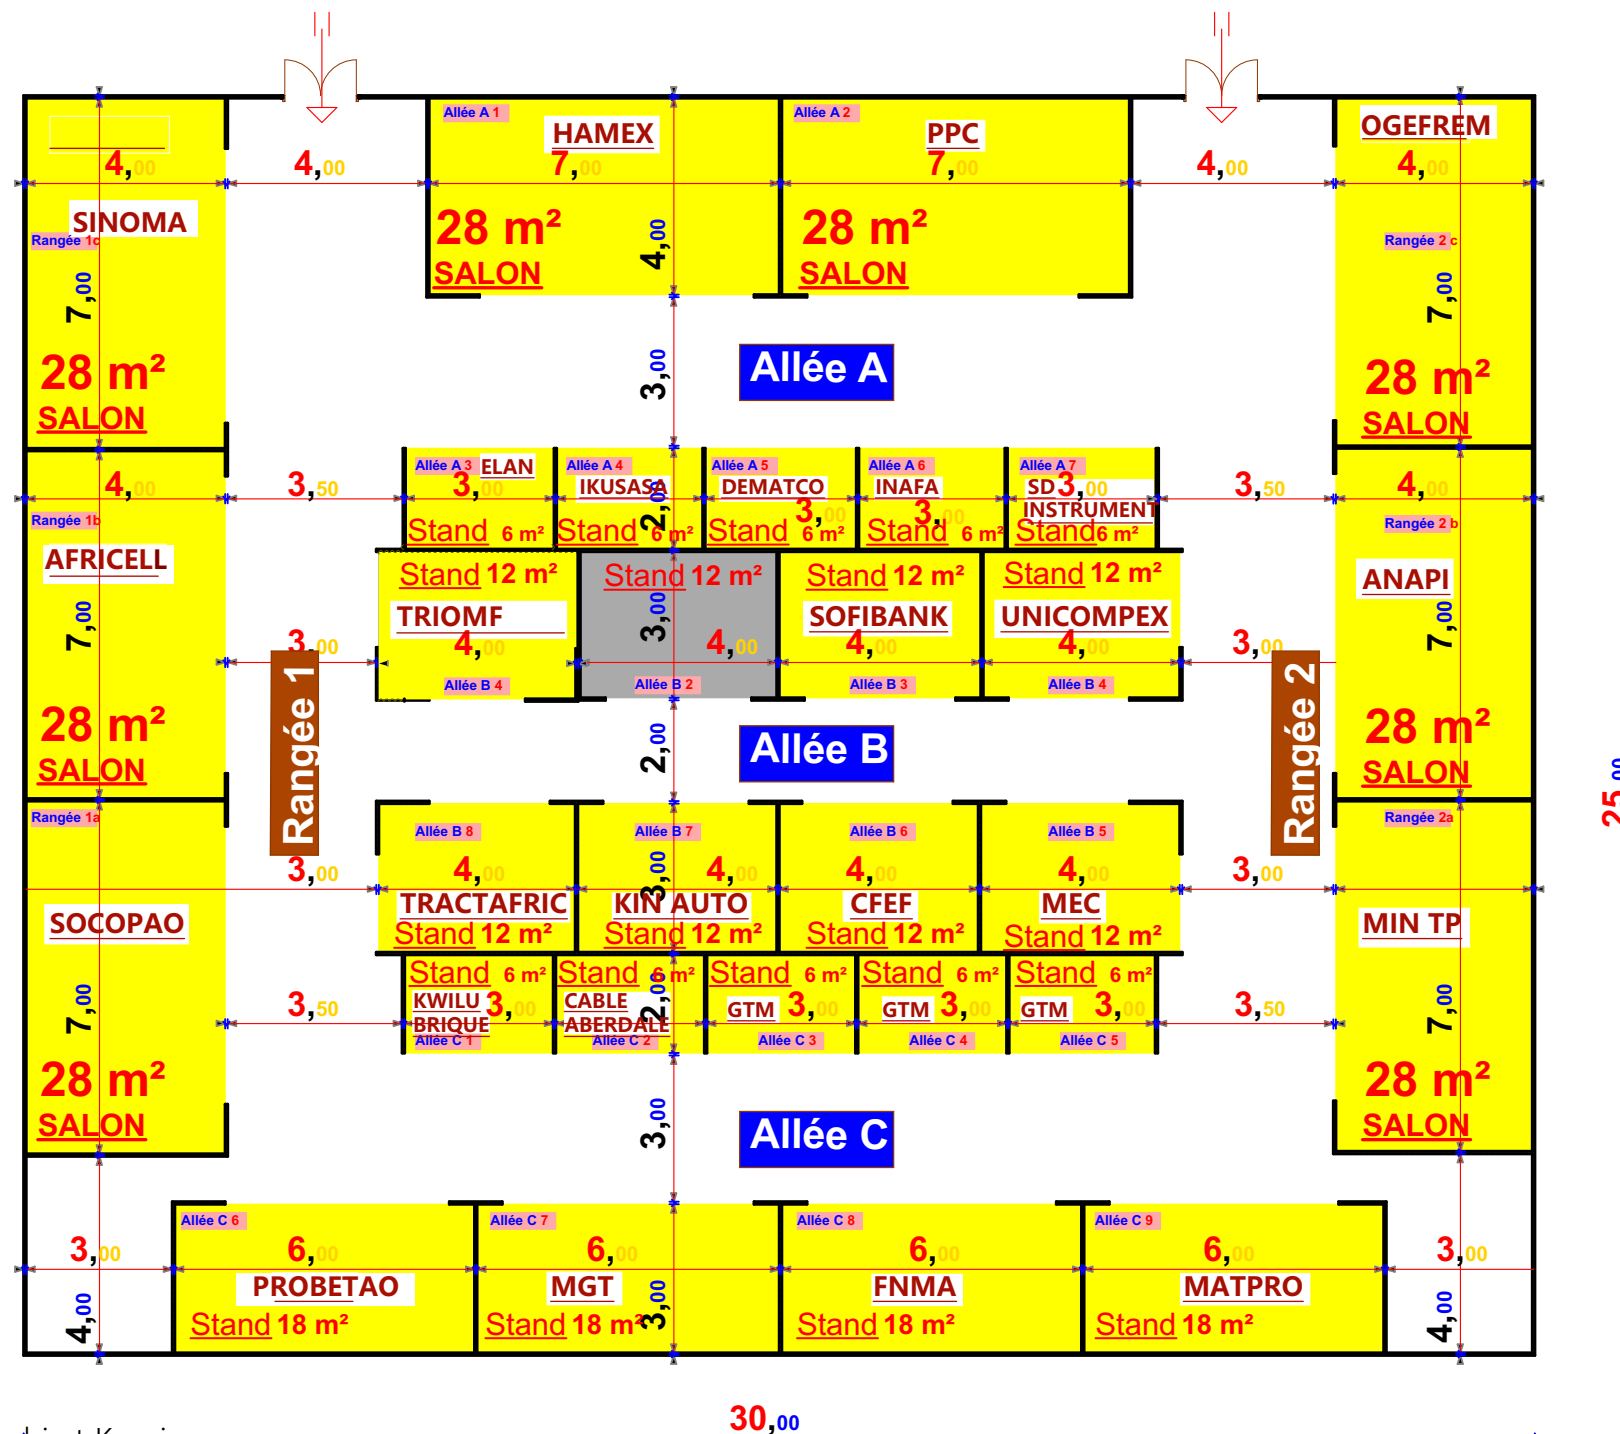 Allée A 1
HAMEX
7,00
28 m²
SALON
4,00
Allée A 2
PPC
7,00
28 m²
SALON
OGEFREM
4,00
4,00
4,00
4,00
SINOMA
Rangée 1c
7,00
28 m²
SALON
Rangée 2 c
7,00
28 m²
SALON
3,00
Allée A
Allée A 3
ELAN
3,00
Stand 6 m²
Allée A 4
IKUSASA
Stand 6 m²
2,00
Allée A 5
DEMATCO
3,00
Stand 6 m²
Allée A 6
INAFA
3,00
Stand 6 m²
Allée A 7
SD 3,00
INSTRUMENT
Stand 6 m²
4,00
3,50
3,50
4,00
Rangée 1b
AFRICELL
7,00
28 m²
SALON
Rangée 2 b
ANAPI
7,00
28 m²
SALON
Stand 12 m²
TRIOMF
4,00
Allée B 4
Stand 12 m²
3,00
4,00
Allée B 2
Stand 12 m²
SOFIBANK
4,00
Allée B 3
Stand 12 m²
UNICOMPEX
4,00
Allée B 4
3,00
3,00
Rangée 1
Rangée 2
2,00
Allée B
25,00
Rangée 1a
SOCOPAO
7,00
28 m²
SALON
Rangée 2a
MIN TP
7,00
28 m²
SALON
3,00
3,00
Allée B 8
4,00
TRACTAFRIC
Stand 12 m²
Allée B 7
3,00
4,00
KIN AUTO
Stand 12 m²
Allée B 6
4,00
CFEF
Stand 12 m²
Allée B 5
4,00
MEC
Stand 12 m²
3,50
3,50
Stand 6 m²
KWILU 3,00
BRIQUE
Allée C 1
Stand 6 m²
CABLE
ABERDALE
2,00
Allée C 2
Stand 6 m²
GTM 3,00
Allée C 3
Stand 6 m²
GTM 3,00
Allée C 4
Stand 6 m²
GTM 3,00
Allée C 5
3,00
Allée C
3,00
4,00
Allée C 6
6,00
PROBETAO
Stand 18 m²
Allée C 7
6,00
MGT
Stand 18 m²
3,00
Allée C 8
6,00
FNMA
Stand 18 m²
Allée C 9
6,00
MATPRO
Stand 18 m²
3,00
4,00
30,00